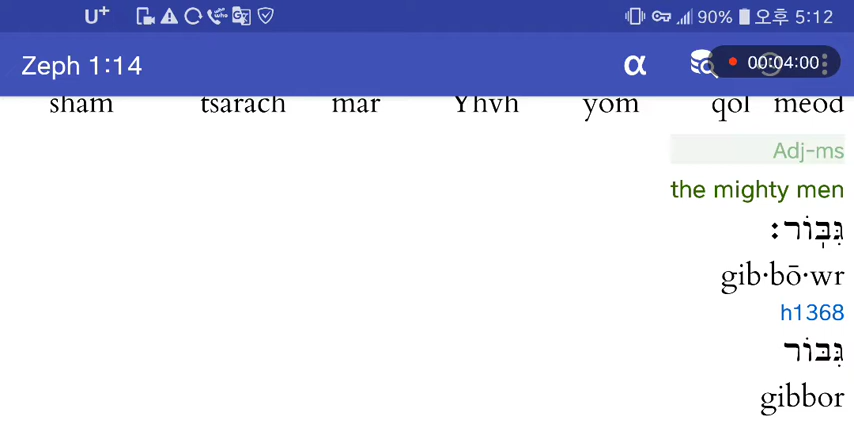 U+ 90% 오후 5:12
Zeph 1:14 α 00:04:00
sham tsarach mar Yhvh yom qol meod
Adj-ms
the mighty men
גִּבּֽוֹר׃
gib·bō·wr
h1368
גִּבּוֹר
gibbor